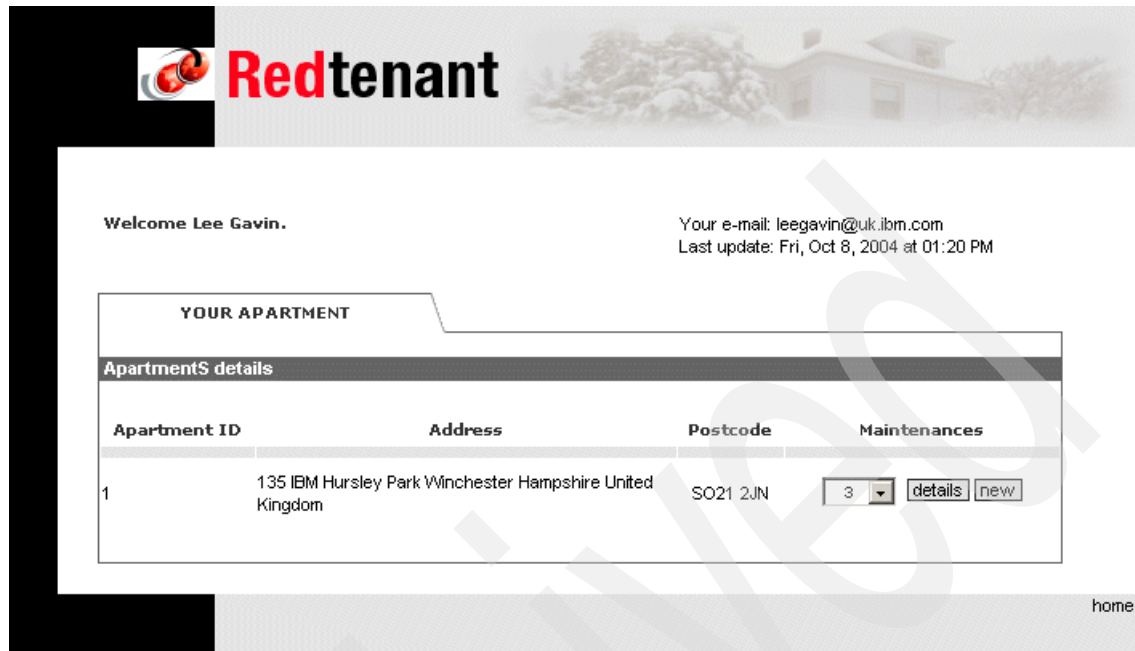 Redtenant
Welcome Lee Gavin.
Your e-mail: leegavin@uk.ibm.com
Last update: Fri, Oct 8, 2004 at 01:20 PM
YOUR APARTMENT
ApartmentS details
Apartment ID Address Postcode Maintenances
1 135 IBM Hursley Park Winchester Hampshire United Kingdom SO21 2JN 3 details new
home